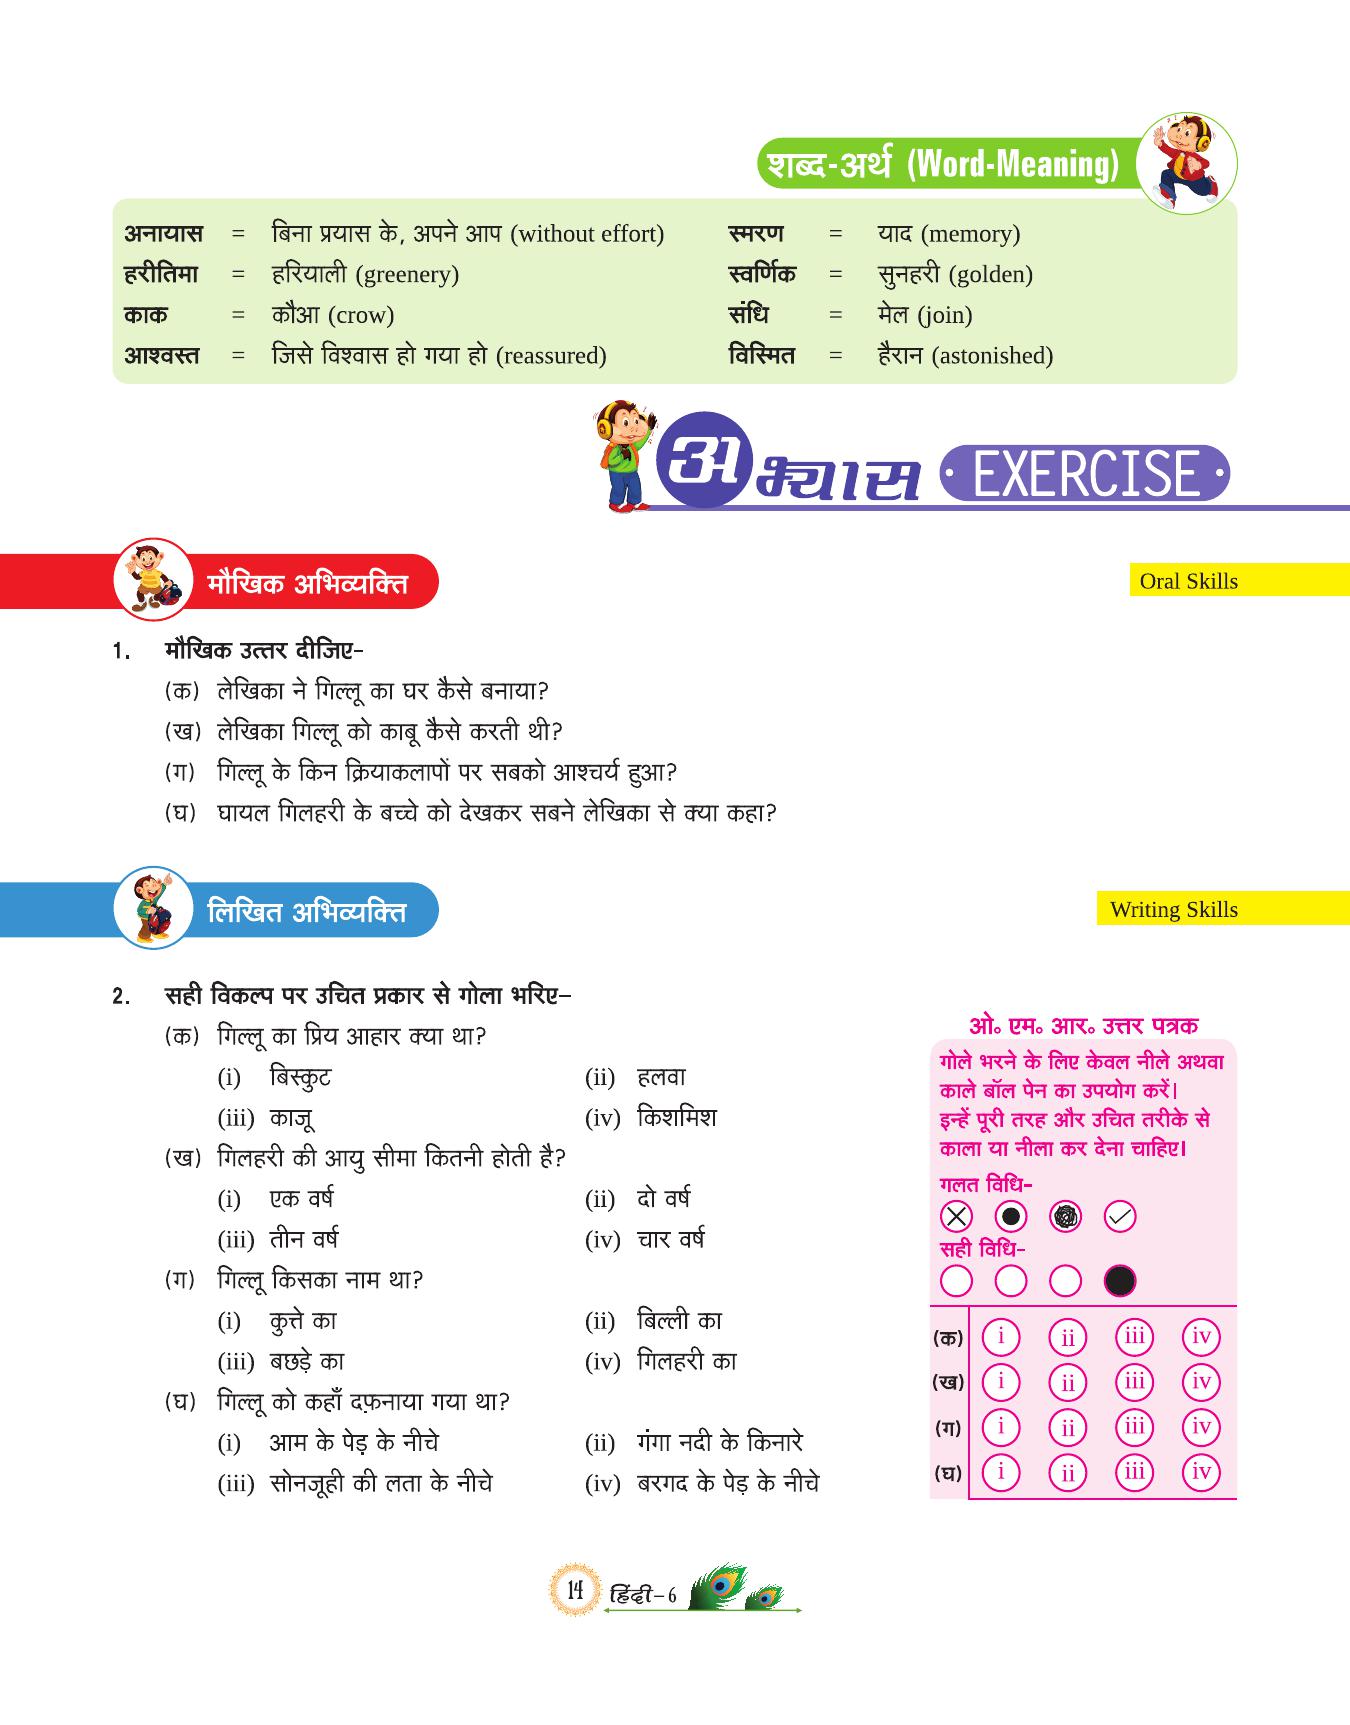 शब्द-अर्थ (Word-Meaning)
अनायास = बिना प्रयास के, अपने आप (without effort) स्मरण = याद (memory)
हरीतिमा = हरियाली (greenery) स्वर्णिक = सुनहरी (golden)
काक = कौआ (crow) संधि = मेल (join)
आश्वस्त = जिसे विश्वास हो गया हो (reassured) विस्मित = हैरान (astonished)
अभ्यास EXERCISE
मौखिक अभिव्यक्ति Oral Skills
1. मौखिक उत्तर दीजिए–
(क) लेखिका ने गिल्लू का घर कैसे बनाया?
(ख) लेखिका गिल्लू को काबू कैसे करती थी?
(ग) गिल्लू के किन क्रियाकलापों पर सबको आश्चर्य हुआ?
(घ) घायल गिलहरी के बच्चे को देखकर सबने लेखिका से क्या कहा?
लिखित अभिव्यक्ति Writing Skills
2. सही विकल्प पर उचित प्रकार से गोला भरिए–
(क) गिल्लू का प्रिय आहार क्या था?
(i) बिस्कुट (ii) हलवा
(iii) काजू (iv) किशमिश
(ख) गिलहरी की आयु सीमा कितनी होती है?
(i) एक वर्ष (ii) दो वर्ष
(iii) तीन वर्ष (iv) चार वर्ष
(ग) गिल्लू किसका नाम था?
(i) कुत्ते का (ii) बिल्ली का
(iii) बछड़े का (iv) गिलहरी का
(घ) गिल्लू को कहाँ दफ़नाया गया था?
(i) आम के पेड़ के नीचे (ii) गंगा नदी के किनारे
(iii) सोनजूही की लता के नीचे (iv) बरगद के पेड़ के नीचे
ओ॰ एम॰ आर॰ उत्तर पत्रक
गोले भरने के लिए केवल नीले अथवा
काले बॉल पेन का उपयोग करें।
इन्हें पूरी तरह और उचित तरीके से
काला या नीला कर देना चाहिए।
गलत विधि–
सही विधि–
(क) i ii iii iv
(ख) i ii iii iv
(ग) i ii iii iv
(घ) i ii iii iv
14 हिंदी–6